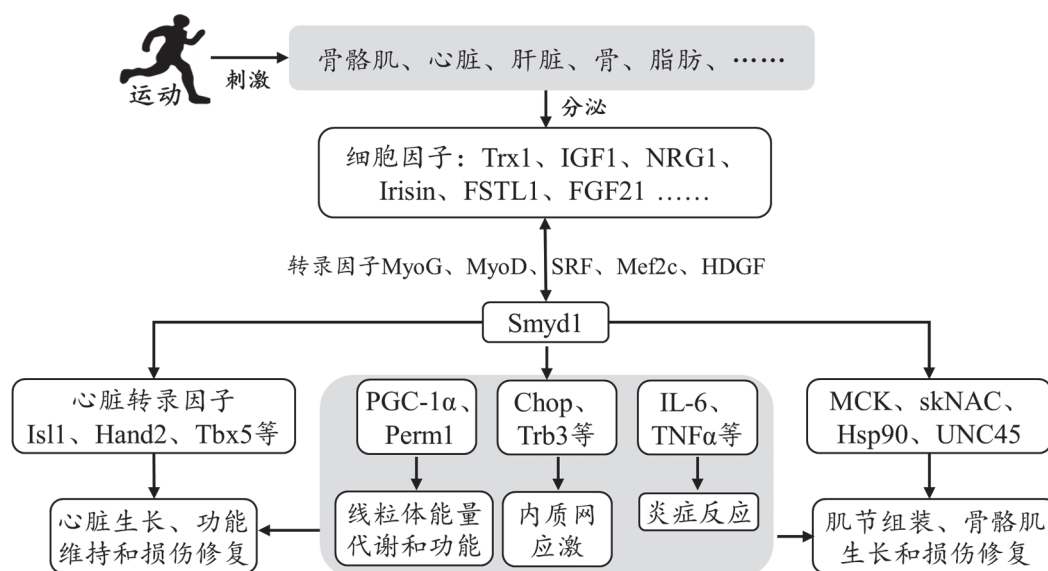 运动
刺激
骨骼肌、心脏、肝脏、骨、脂肪、……
分泌
细胞因子：Trx1、IGF1、NRG1、
Irisin、FSTL1、FGF21 ……
转录因子MyoG、MyoD、SRF、Mef2c、HDGF
Smyd1
心脏转录因子
Isl1、Hand2、Tbx5等
PGC-1α、
Perm1
Chop、
Trb3等
IL-6、
TNFα等
MCK、skNAC、
Hsp90、UNC45
心脏生长、功能
维持和损伤修复
线粒体能量
代谢和功能
内质网
应激
炎症反应
肌节组装、骨骼肌
生长和损伤修复